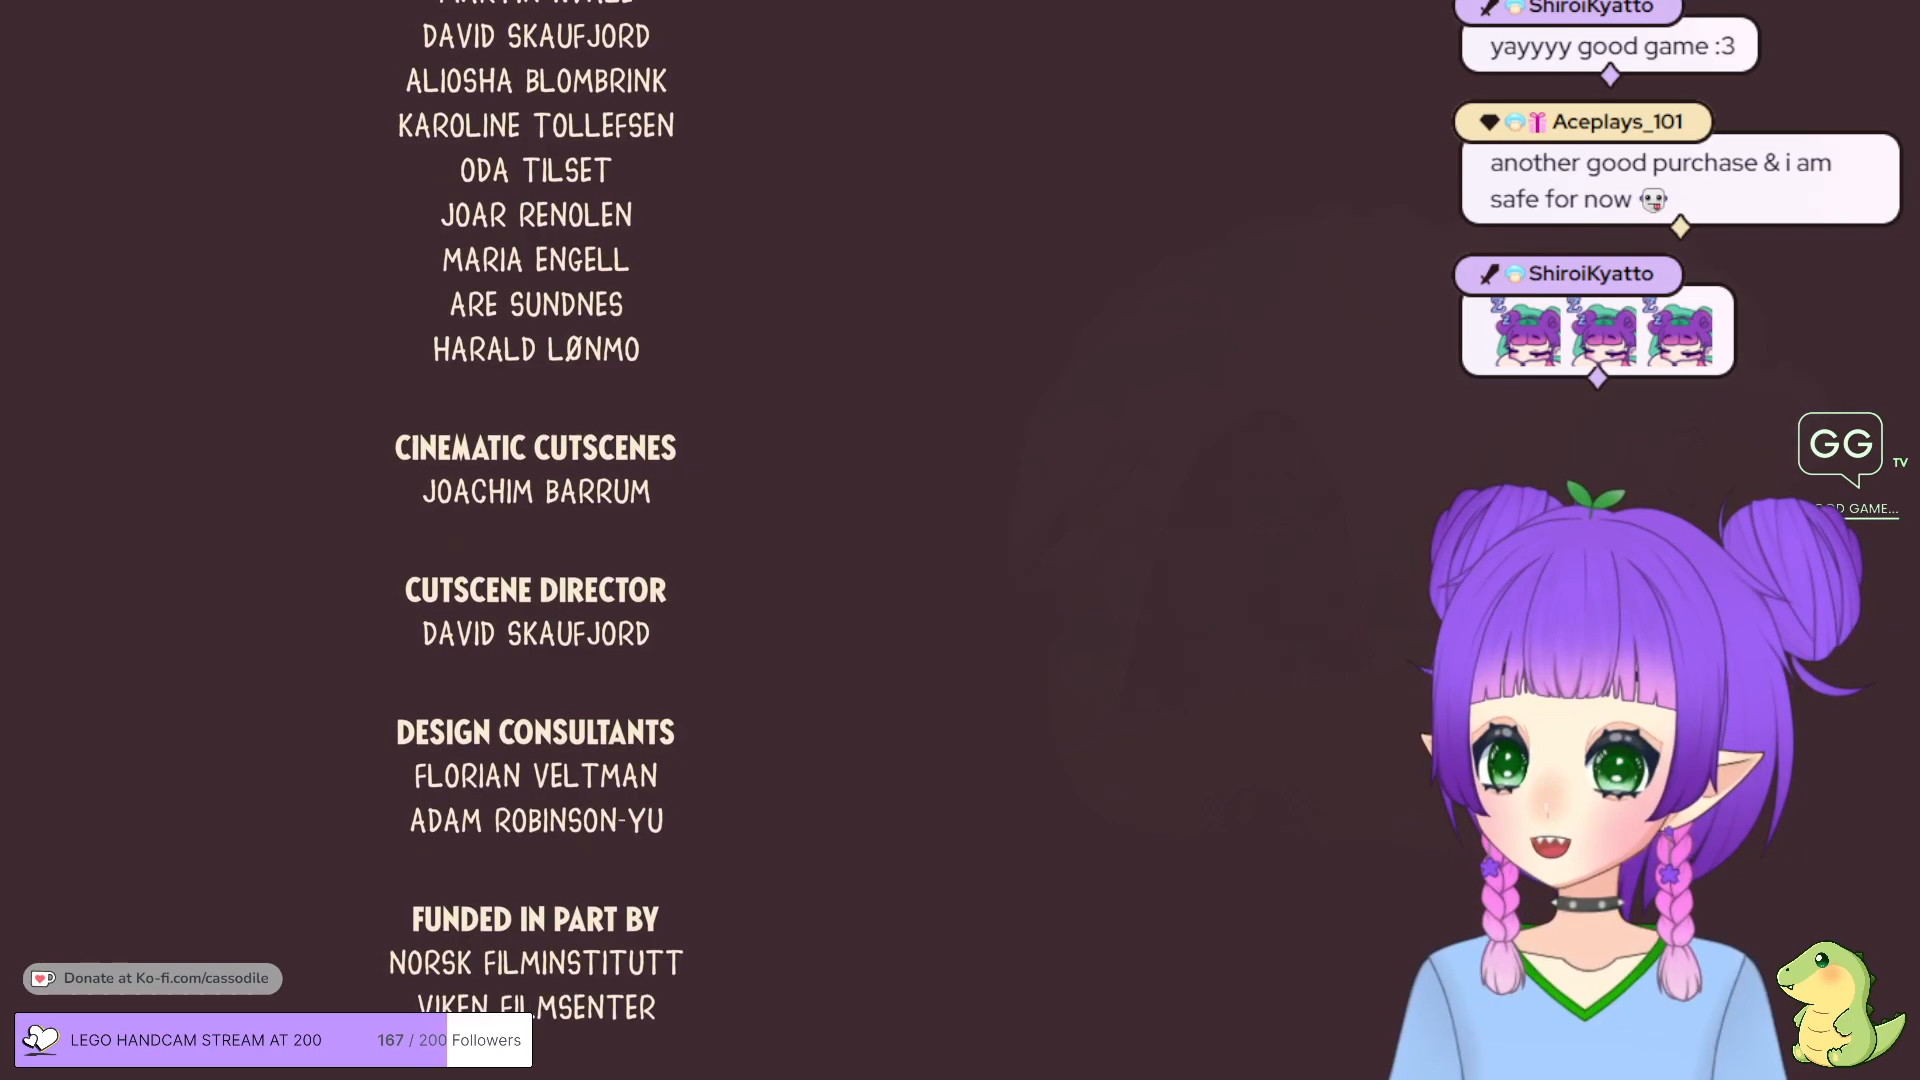 DAVID SKAUFJORD
ALIOSHA BLOMBRINK
KAROLINE TOLLEFSEN
ODA TILSET
JOAR RENOLEN
MARIA ENGELL
ARE SUNDNES
HARALD LØNMO
CINEMATIC CUTSCENES
JOACHIM BARRUM
CUTSCENE DIRECTOR
DAVID SKAUFJORD
DESIGN CONSULTANTS
FLORIAN VELTMAN
ADAM ROBINSON-YU
FUNDED IN PART BY
NORSK FILMINSTITUTT
VIKEN FILMSENTER
Donate at Ko-fi.com/cassodile
LEGO HANDCAM STREAM AT 200 167 / 200 Followers
ShiroiKyatto
yayyyy good game :3
Aceplays_101
another good purchase & i am
safe for now
ShiroiKyatto
GG
TV
GAME...